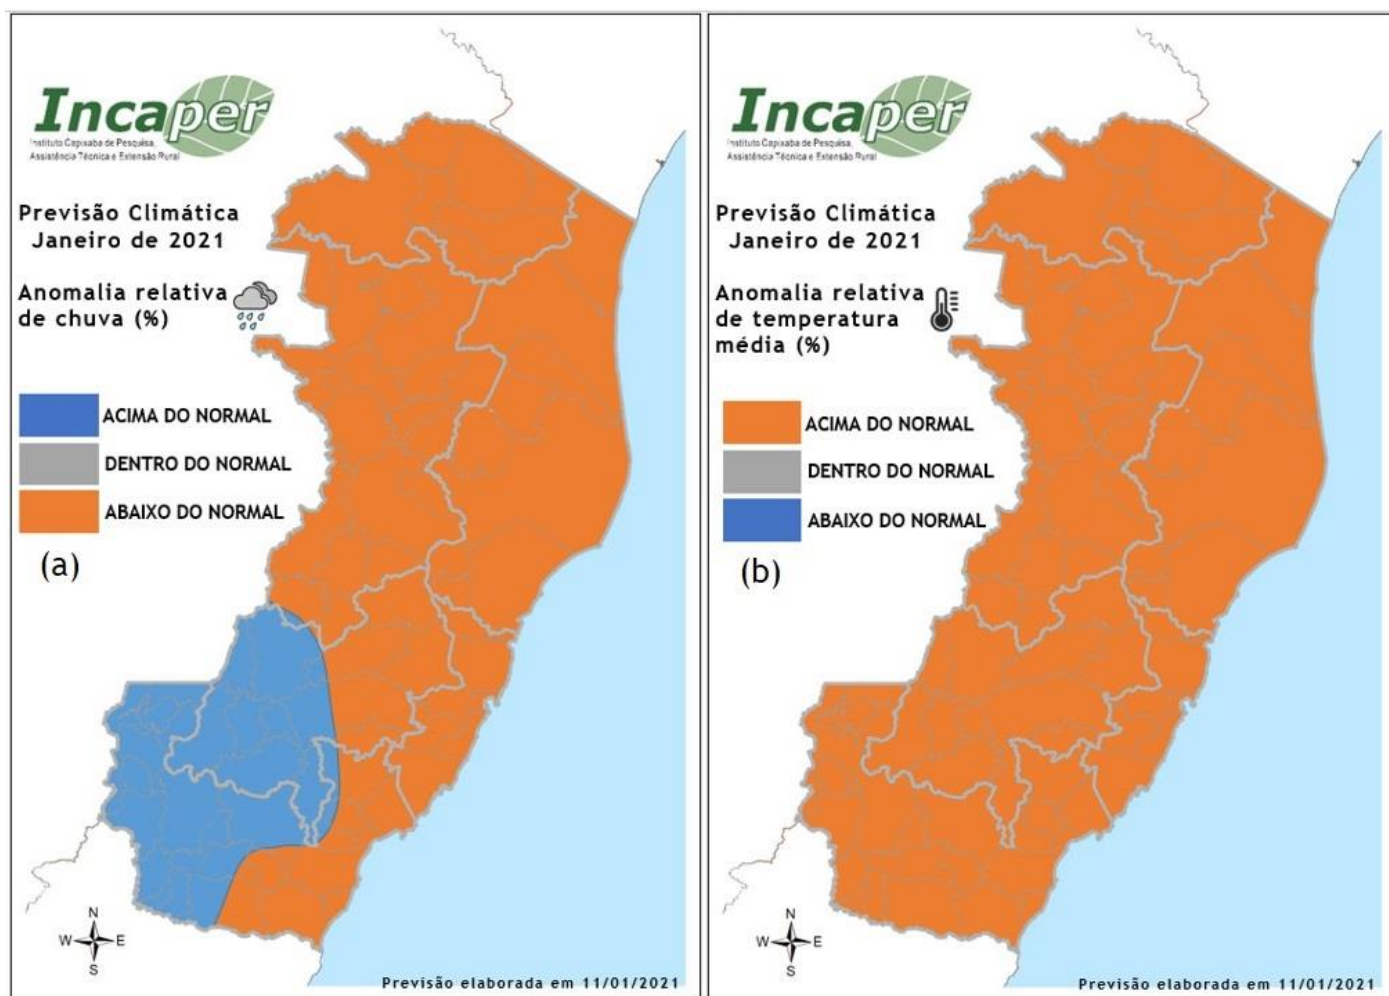 Incaper
Instituto Capixaba de Pesquisa,
Assistência Técnica e Extensão Rural
Previsão Climática
Janeiro de 2021
Anomalia relativa
de chuva (%)
ACIMA DO NORMAL
DENTRO DO NORMAL
ABAIXO DO NORMAL
(a)
N
W
E
S
Previsão elaborada em 11/01/2021
Incaper
Instituto Capixaba de Pesquisa,
Assistência Técnica e Extensão Rural
Previsão Climática
Janeiro de 2021
Anomalia relativa
de temperatura
média (%)
ACIMA DO NORMAL
DENTRO DO NORMAL
ABAIXO DO NORMAL
(b)
N
W
E
S
Previsão elaborada em 11/01/2021